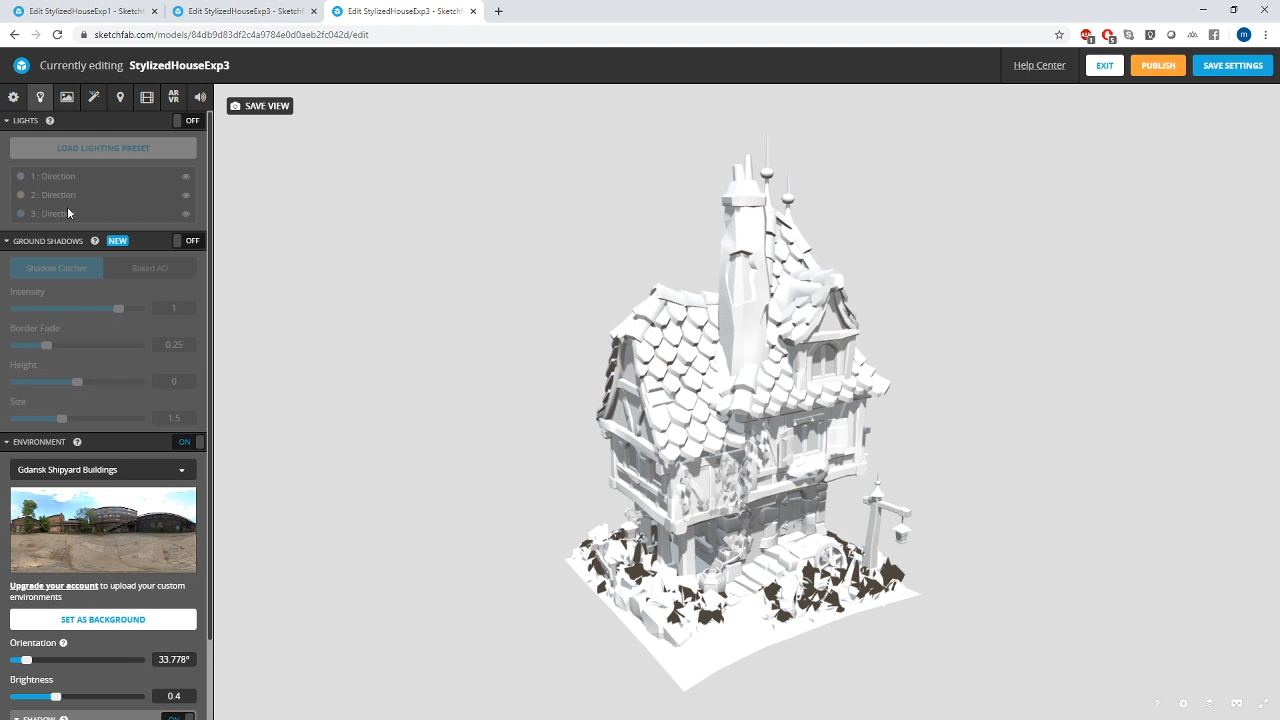 Edit StylizedHouseExp1 - Sketchf
Edit StylizedHouseExp3 - Sketchf
Edit StylizedHouseExp3 - Sketchf
sketchfab.com/models/84db9d83df2c4a9784e0d0aeb2fc042d/edit
Currently editing StylizedHouseExp3
Help Center
EXIT
PUBLISH
SAVE SETTINGS
AR VR
SAVE VIEW
LIGHTS ? OFF
LOAD LIGHTING PRESET
1 : Direction
2 : Direction
3 : Direction
GROUND SHADOWS ? NEW OFF
Shadow Catcher Baked AO
Intensity
1
Border Fade
0.25
Height
0
Size
1.5
ENVIRONMENT ? ON
Gdansk Shipyard Buildings
Upgrade your account to upload your custom
environments
SET AS BACKGROUND
Orientation ?
33.778°
Brightness
0.4
SHADOW ? ON